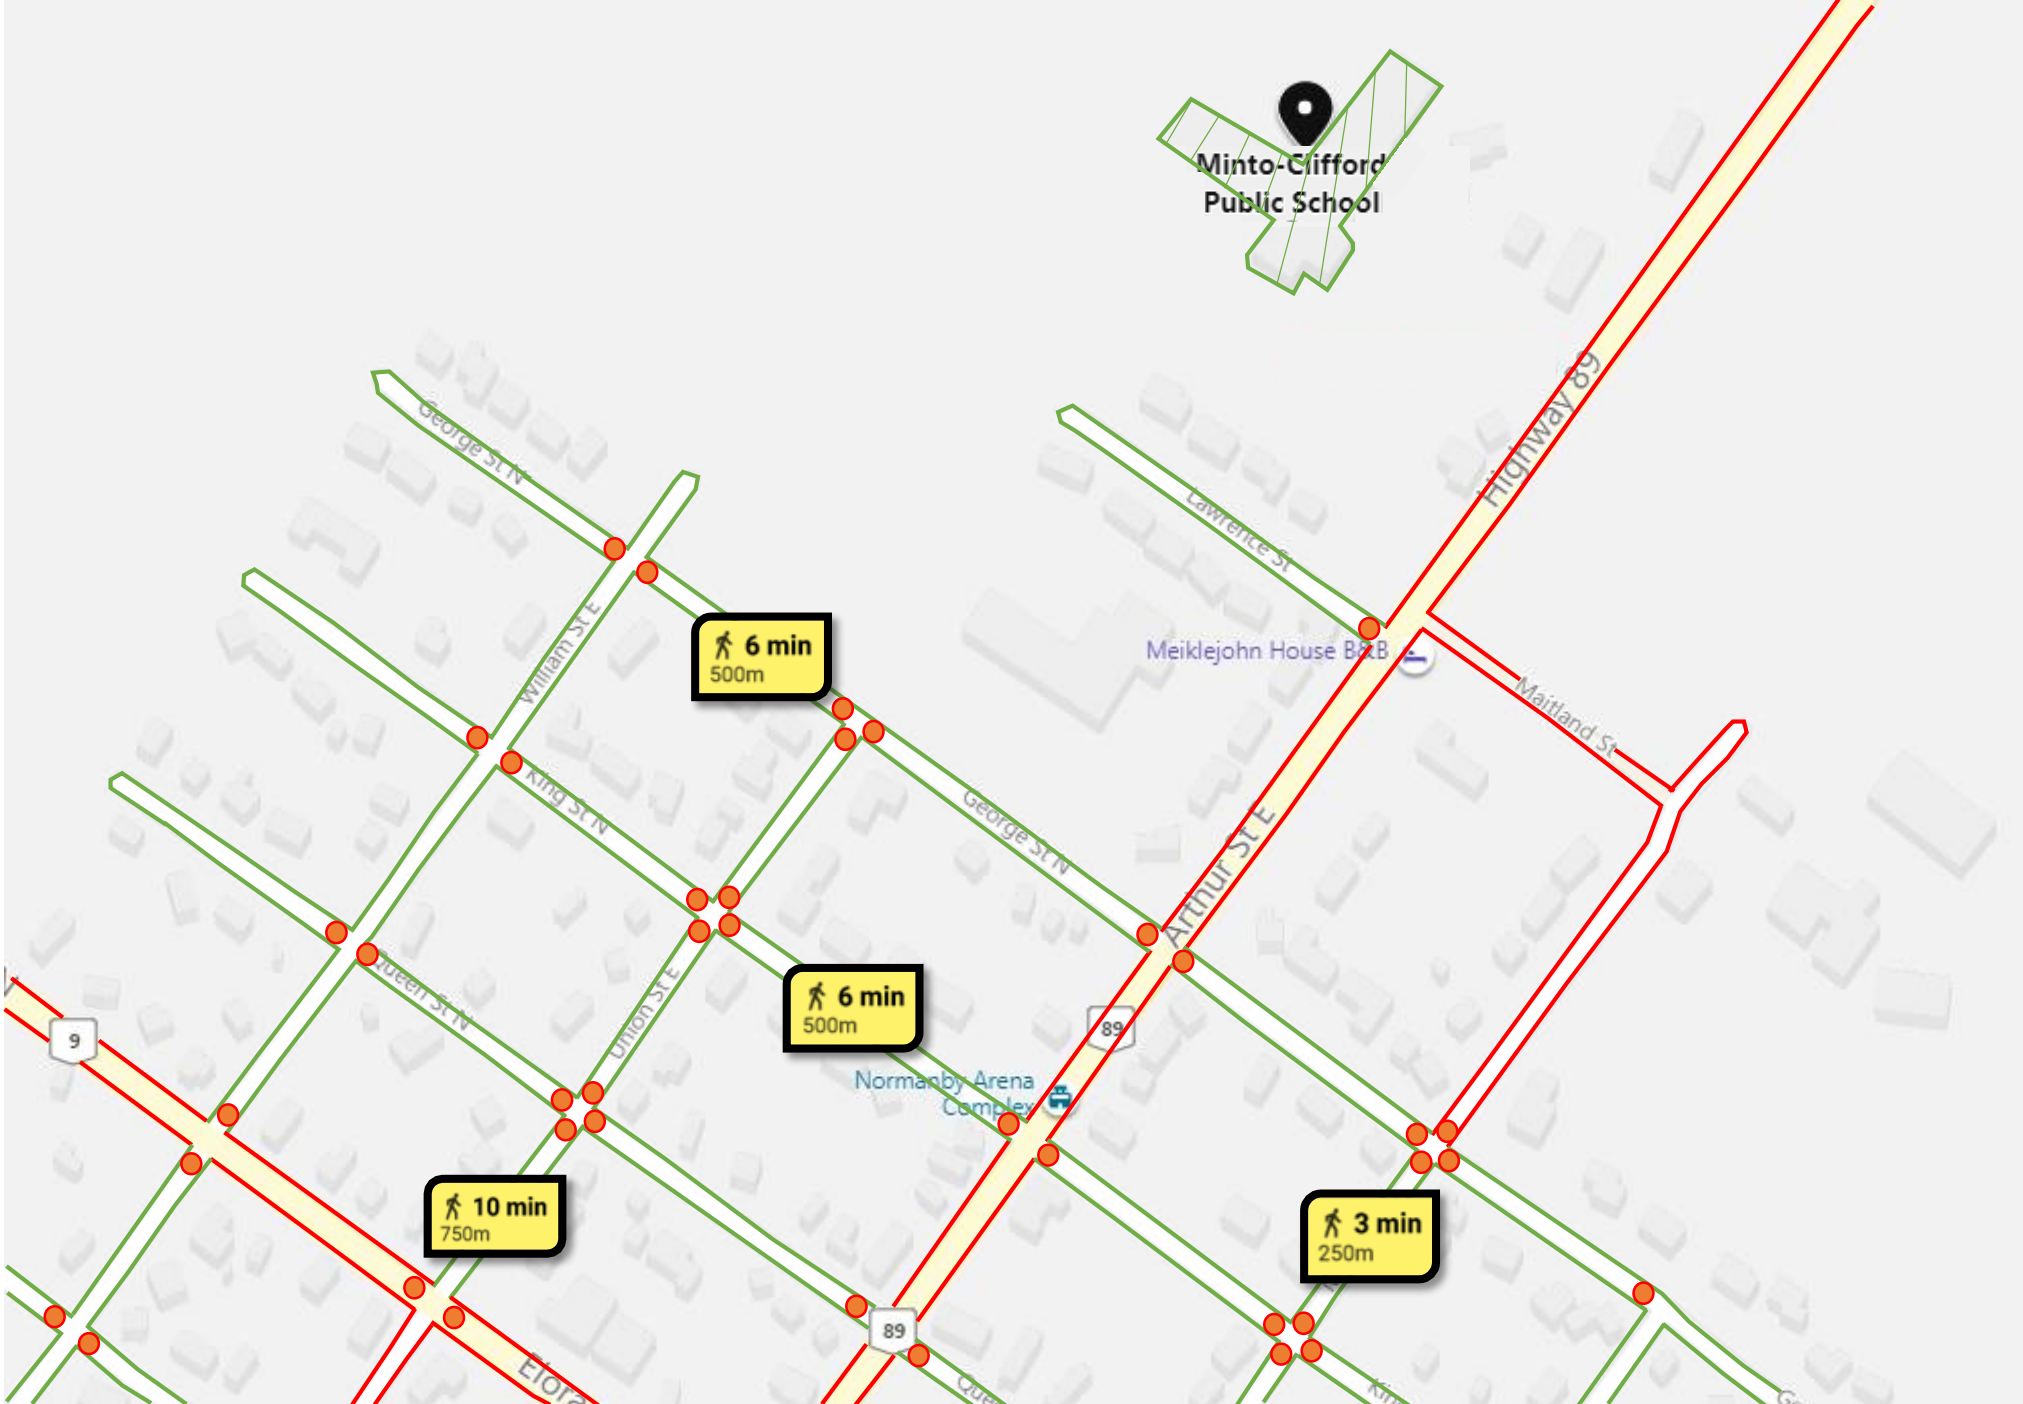 Minto-Clifford
Public School
Highway 89
George St N
Lawrence St
William St E
6 min
500m
Meiklejohn House B&B
Maitland St
King St N
George St N
Arthur St E
Queen St N
Union St E
6 min
500m
9
89
Normanby Arena
Complex
10 min
750m
3 min
250m
89
Elora